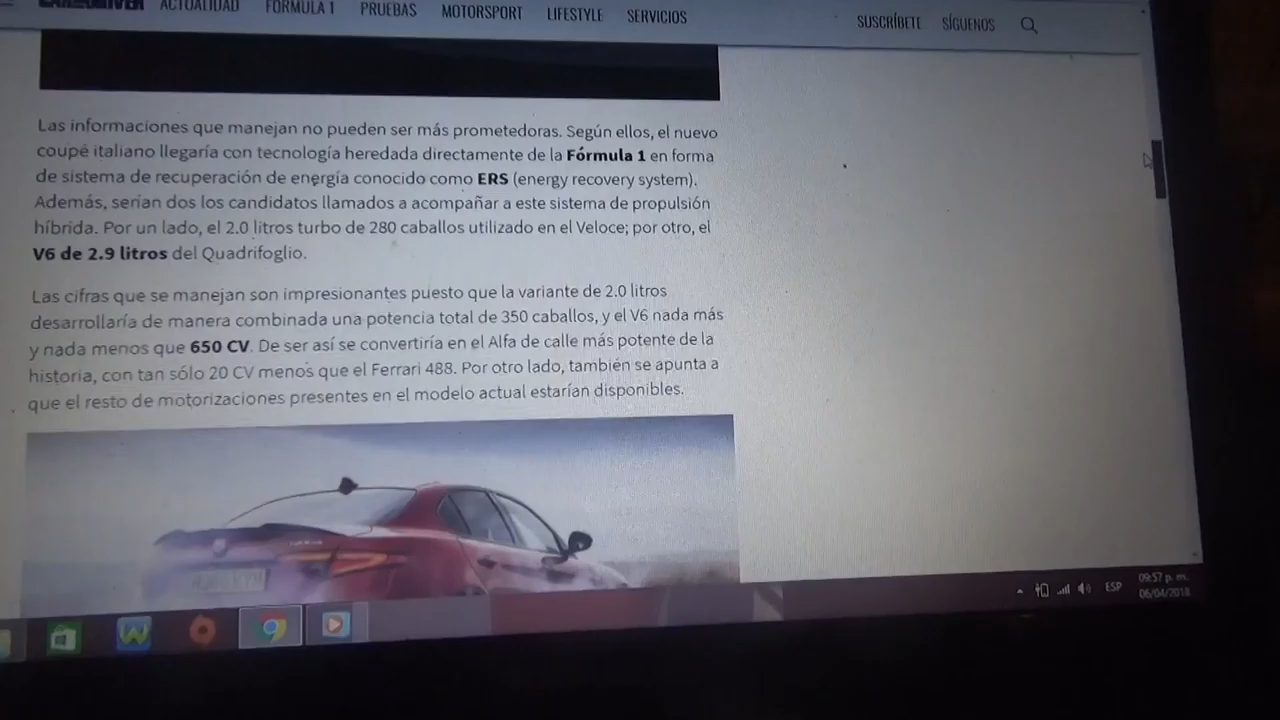 ACTUALIDAD FÓRMULA 1 PRUEBAS MOTORSPORT LIFESTYLE SERVICIOS SUSCRÍBETE SÍGUENOS
Las informaciones que manejan no pueden ser más prometedoras. Según ellos, el nuevo
coupé italiano llegaría con tecnología heredada directamente de la Fórmula 1 en forma
de sistema de recuperación de energía conocido como ERS (energy recovery system).
Además, serían dos los candidatos llamados a acompañar a este sistema de propulsión
híbrida. Por un lado, el 2.0 litros turbo de 280 caballos utilizado en el Veloce; por otro, el
V6 de 2.9 litros del Quadrifoglio.
Las cifras que se manejan son impresionantes puesto que la variante de 2.0 litros
desarrollaría de manera combinada una potencia total de 350 caballos, y el V6 nada más
y nada menos que 650 CV. De ser así se convertiría en el Alfa de calle más potente de la
historia, con tan sólo 20 CV menos que el Ferrari 488. Por otro lado, también se apunta a
que el resto de motorizaciones presentes en el modelo actual estarían disponibles.
ESP
09:57 p. m.
06/04/2018